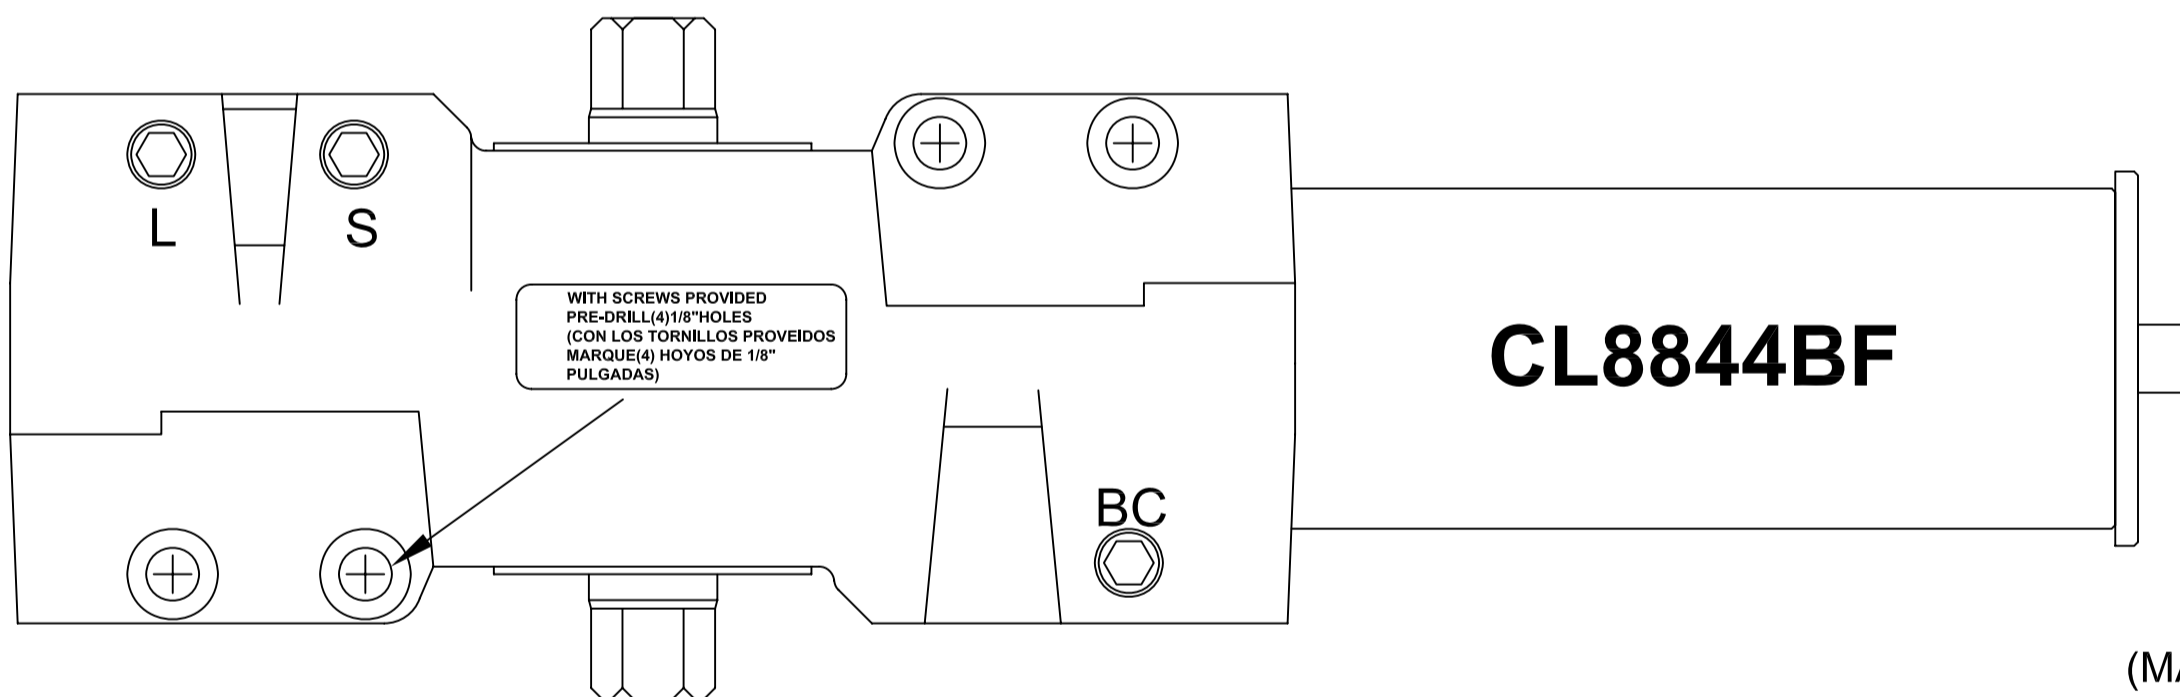 L
S
WITH SCREWS PROVIDED
PRE-DRILL(4)1/8"HOLES
(CON LOS TORNILLOS PROVEIDOS
MARQUE(4) HOYOS DE 1/8"
PULGADAS)
CL8844BF
BC